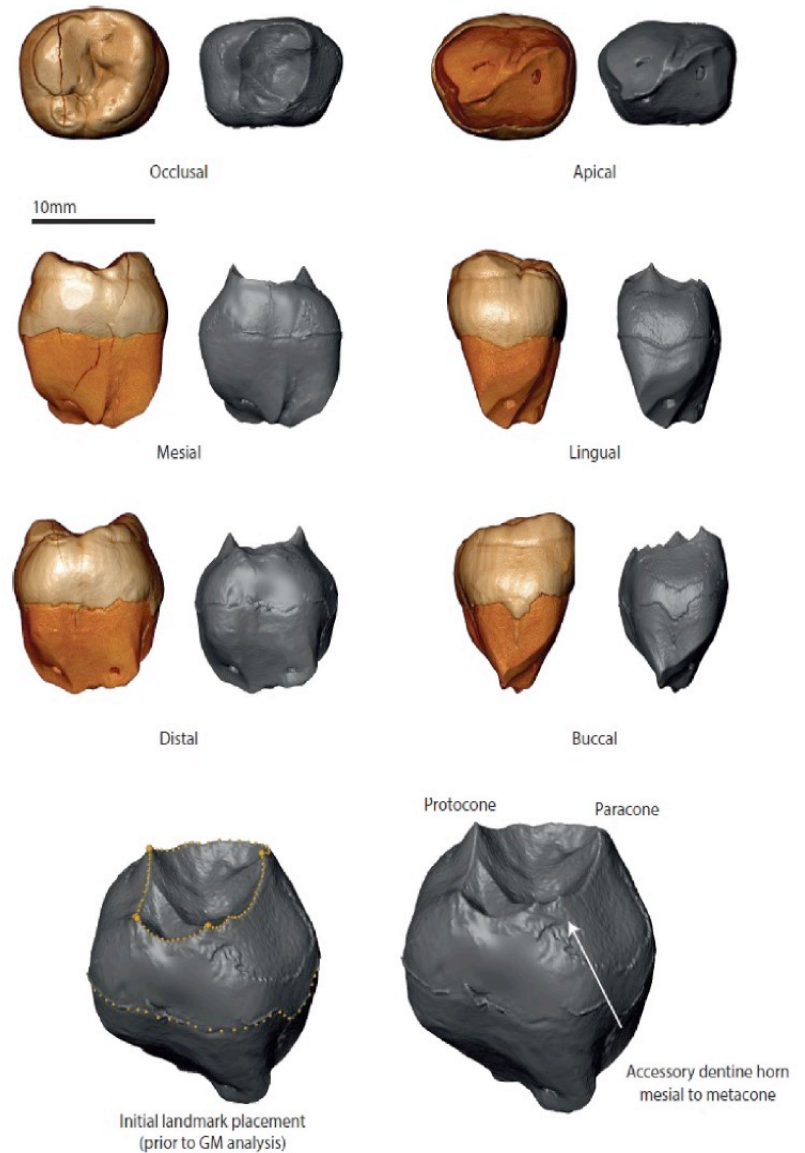 Occlusal
Apical
10mm
Mesial
Lingual
Distal
Buccal
Protocone
Paracone
Accessory dentine horn
mesial to metacone
Initial landmark placement
(prior to GM analysis)